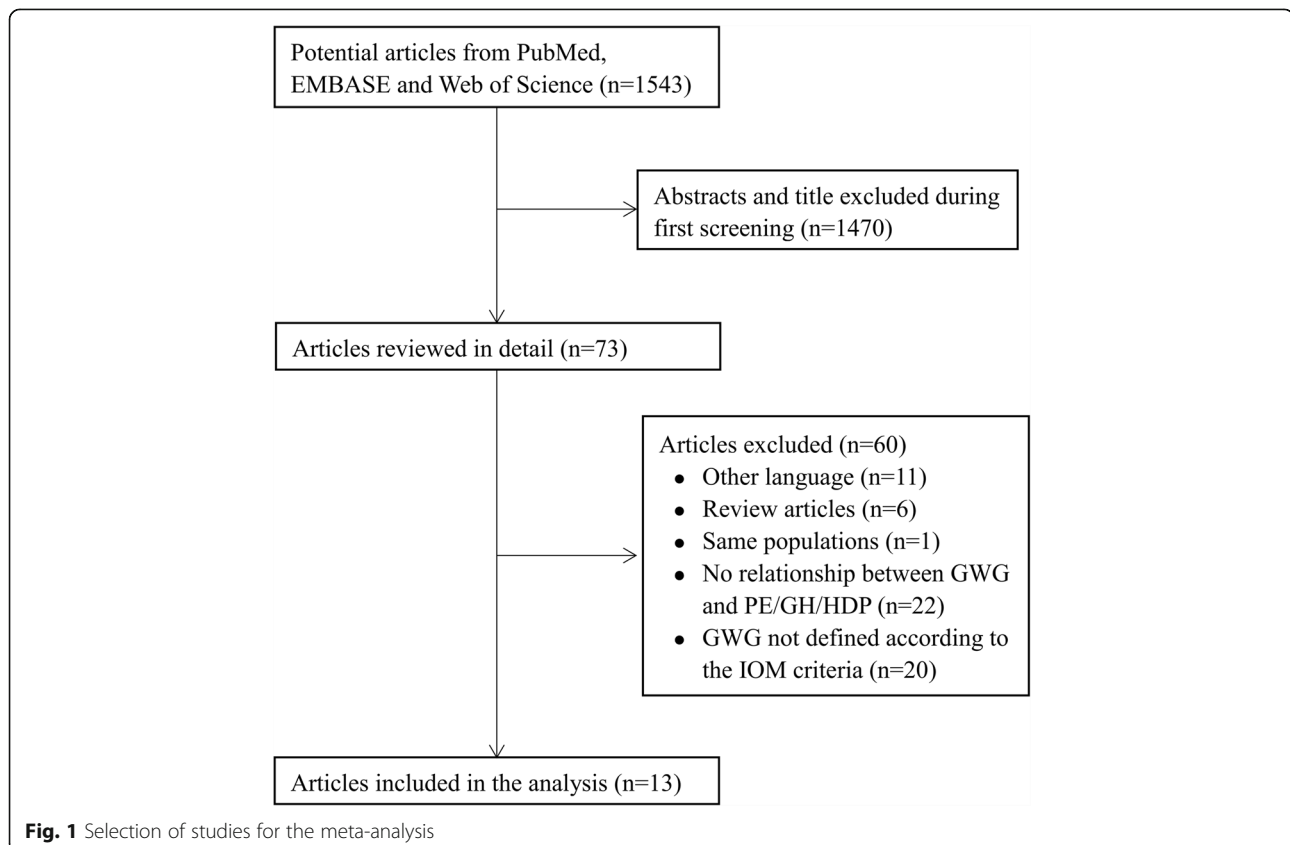 Potential articles from PubMed,
EMBASE and Web of Science (n=1543)
Abstracts and title excluded during
first screening (n=1470)
Articles reviewed in detail (n=73)
Articles excluded (n=60)
● Other language (n=11)
● Review articles (n=6)
● Same populations (n=1)
● No relationship between GWG
and PE/GH/HDP (n=22)
● GWG not defined according to
the IOM criteria (n=20)
Articles included in the analysis (n=13)
Fig. 1 Selection of studies for the meta-analysis